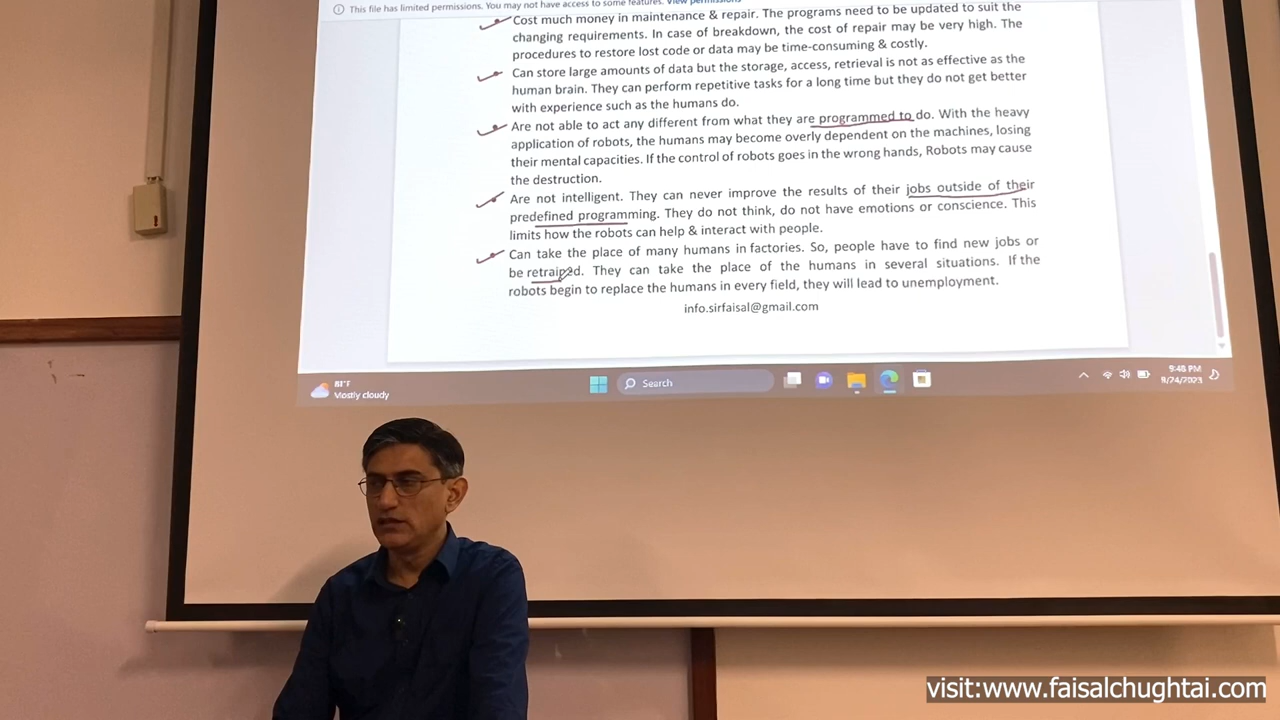 This file has limited permissions. You may not have access to some features. View permissions
Cost much money in maintenance & repair. The programs need to be updated to suit the
changing requirements. In case of breakdown, the cost of repair may be very high. The
procedures to restore lost code or data may be time-consuming & costly.
Can store large amounts of data but the storage, access, retrieval is not as effective as the
human brain. They can perform repetitive tasks for a long time but they do not get better
with experience such as the humans do.
Are not able to act any different from what they are programmed to do. With the heavy
application of robots, the humans may become overly dependent on the machines, losing
their mental capacities. If the control of robots goes in the wrong hands, Robots may cause
the destruction.
Are not intelligent. They can never improve the results of their jobs outside of their
predefined programming. They do not think, do not have emotions or conscience. This
limits how the robots can help & interact with people.
Can take the place of many humans in factories. So, people have to find new jobs or
be retrained. They can take the place of the humans in several situations. If the
robots begin to replace the humans in every field, they will lead to unemployment.
info.sirfaisal@gmail.com
83°F
Mostly cloudy
Search
9:48 PM
8/24/2023
visit:www.faisalchughtai.com